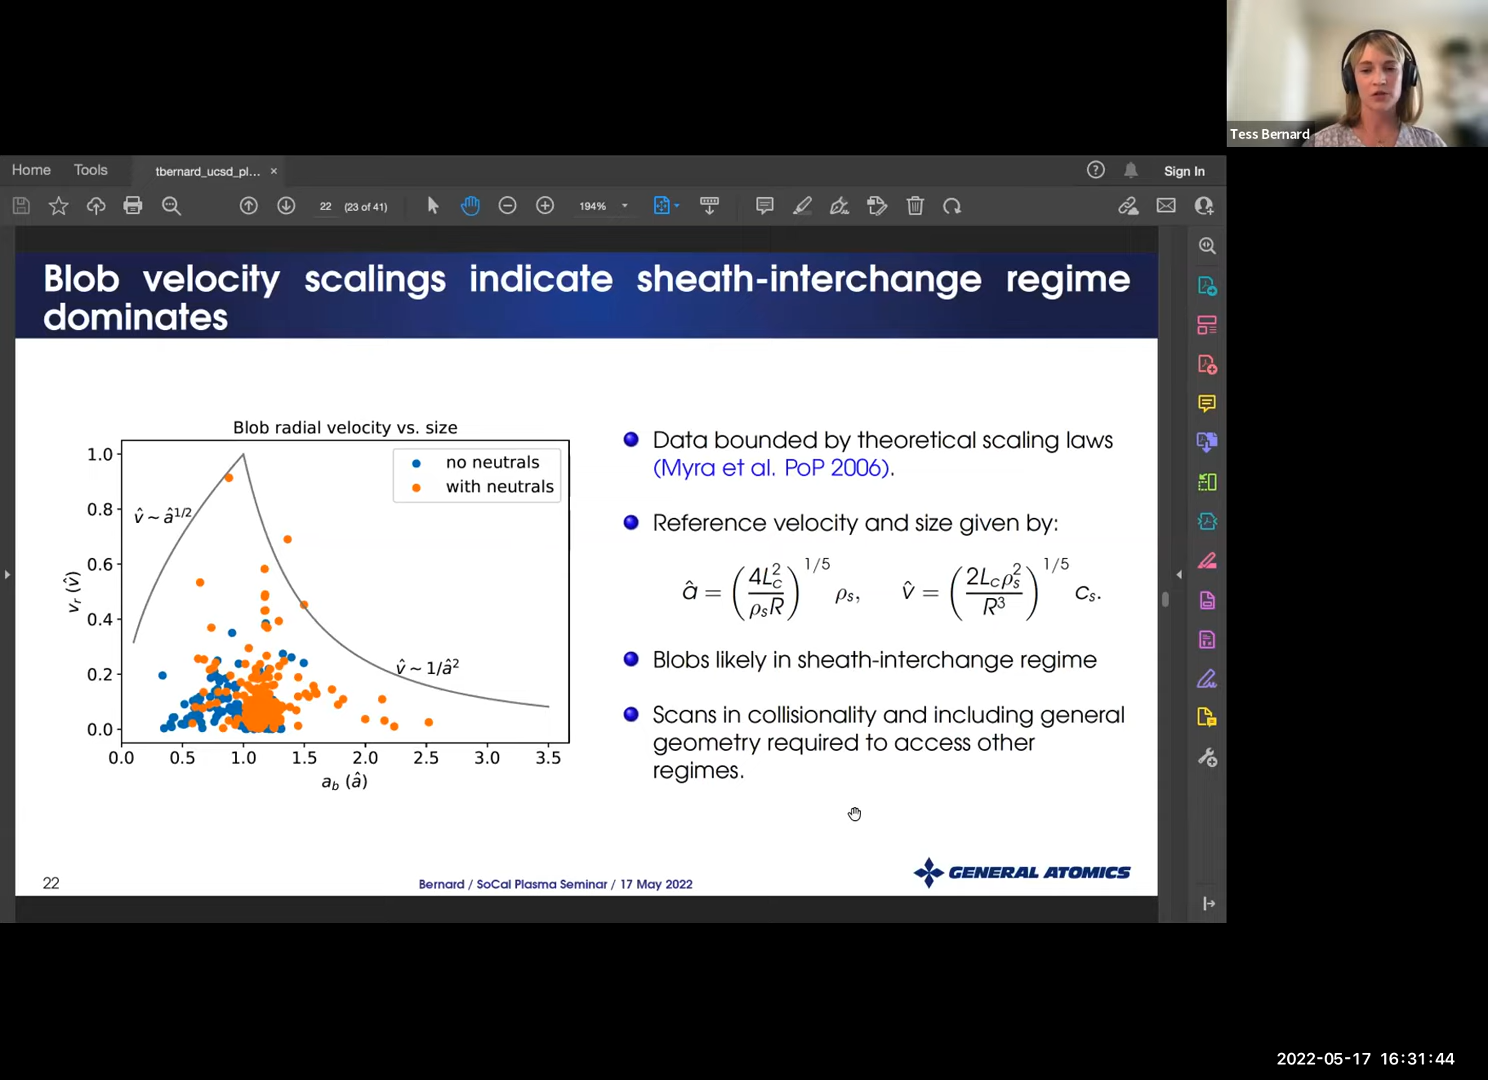 Tess Bernard
Home Tools tbernard_ucsd_pl... × Sign In
22 (23 of 41) 194%
Blob velocity scalings indicate sheath-interchange regime
dominates
Blob radial velocity vs. size
no neutrals
with neutrals
1.0
0.8
0.6
0.4
0.2
0.0
v̂ ~ â^1/2
v̂ ~ 1/â^2
v_r (v̂)
0.0 0.5 1.0 1.5 2.0 2.5 3.0 3.5
a_b (â)
Data bounded by theoretical scaling laws
(Myra et al. PoP 2006).
Reference velocity and size given by:
â = (4L_c^2 / ρ_s R)^1/5 ρ_s, v̂ = (2L_c ρ_s^2 / R^3)^1/5 c_s.
Blobs likely in sheath-interchange regime
Scans in collisionality and including general
geometry required to access other
regimes.
GENERAL ATOMICS
22
Bernard / SoCal Plasma Seminar / 17 May 2022
2022-05-17 16:31:44